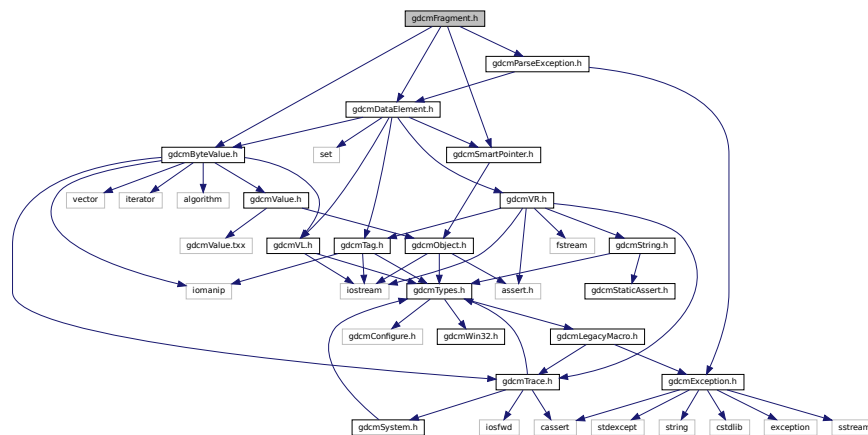 gdcmFragment.h
gdcmParseException.h
gdcmDataElement.h
gdcmByteValue.h
set
gdcmSmartPointer.h
vector
iterator
algorithm
gdcmValue.h
gdcmVR.h
gdcmValue.txx
gdcmVL.h
gdcmTag.h
gdcmObject.h
fstream
gdcmString.h
iomanip
iostream
gdcmTypes.h
assert.h
gdcmStaticAssert.h
gdcmConfigure.h
gdcmWin32.h
gdcmLegacyMacro.h
gdcmTrace.h
gdcmException.h
gdcmSystem.h
iosfwd
cassert
stdexcept
string
cstdlib
exception
sstream